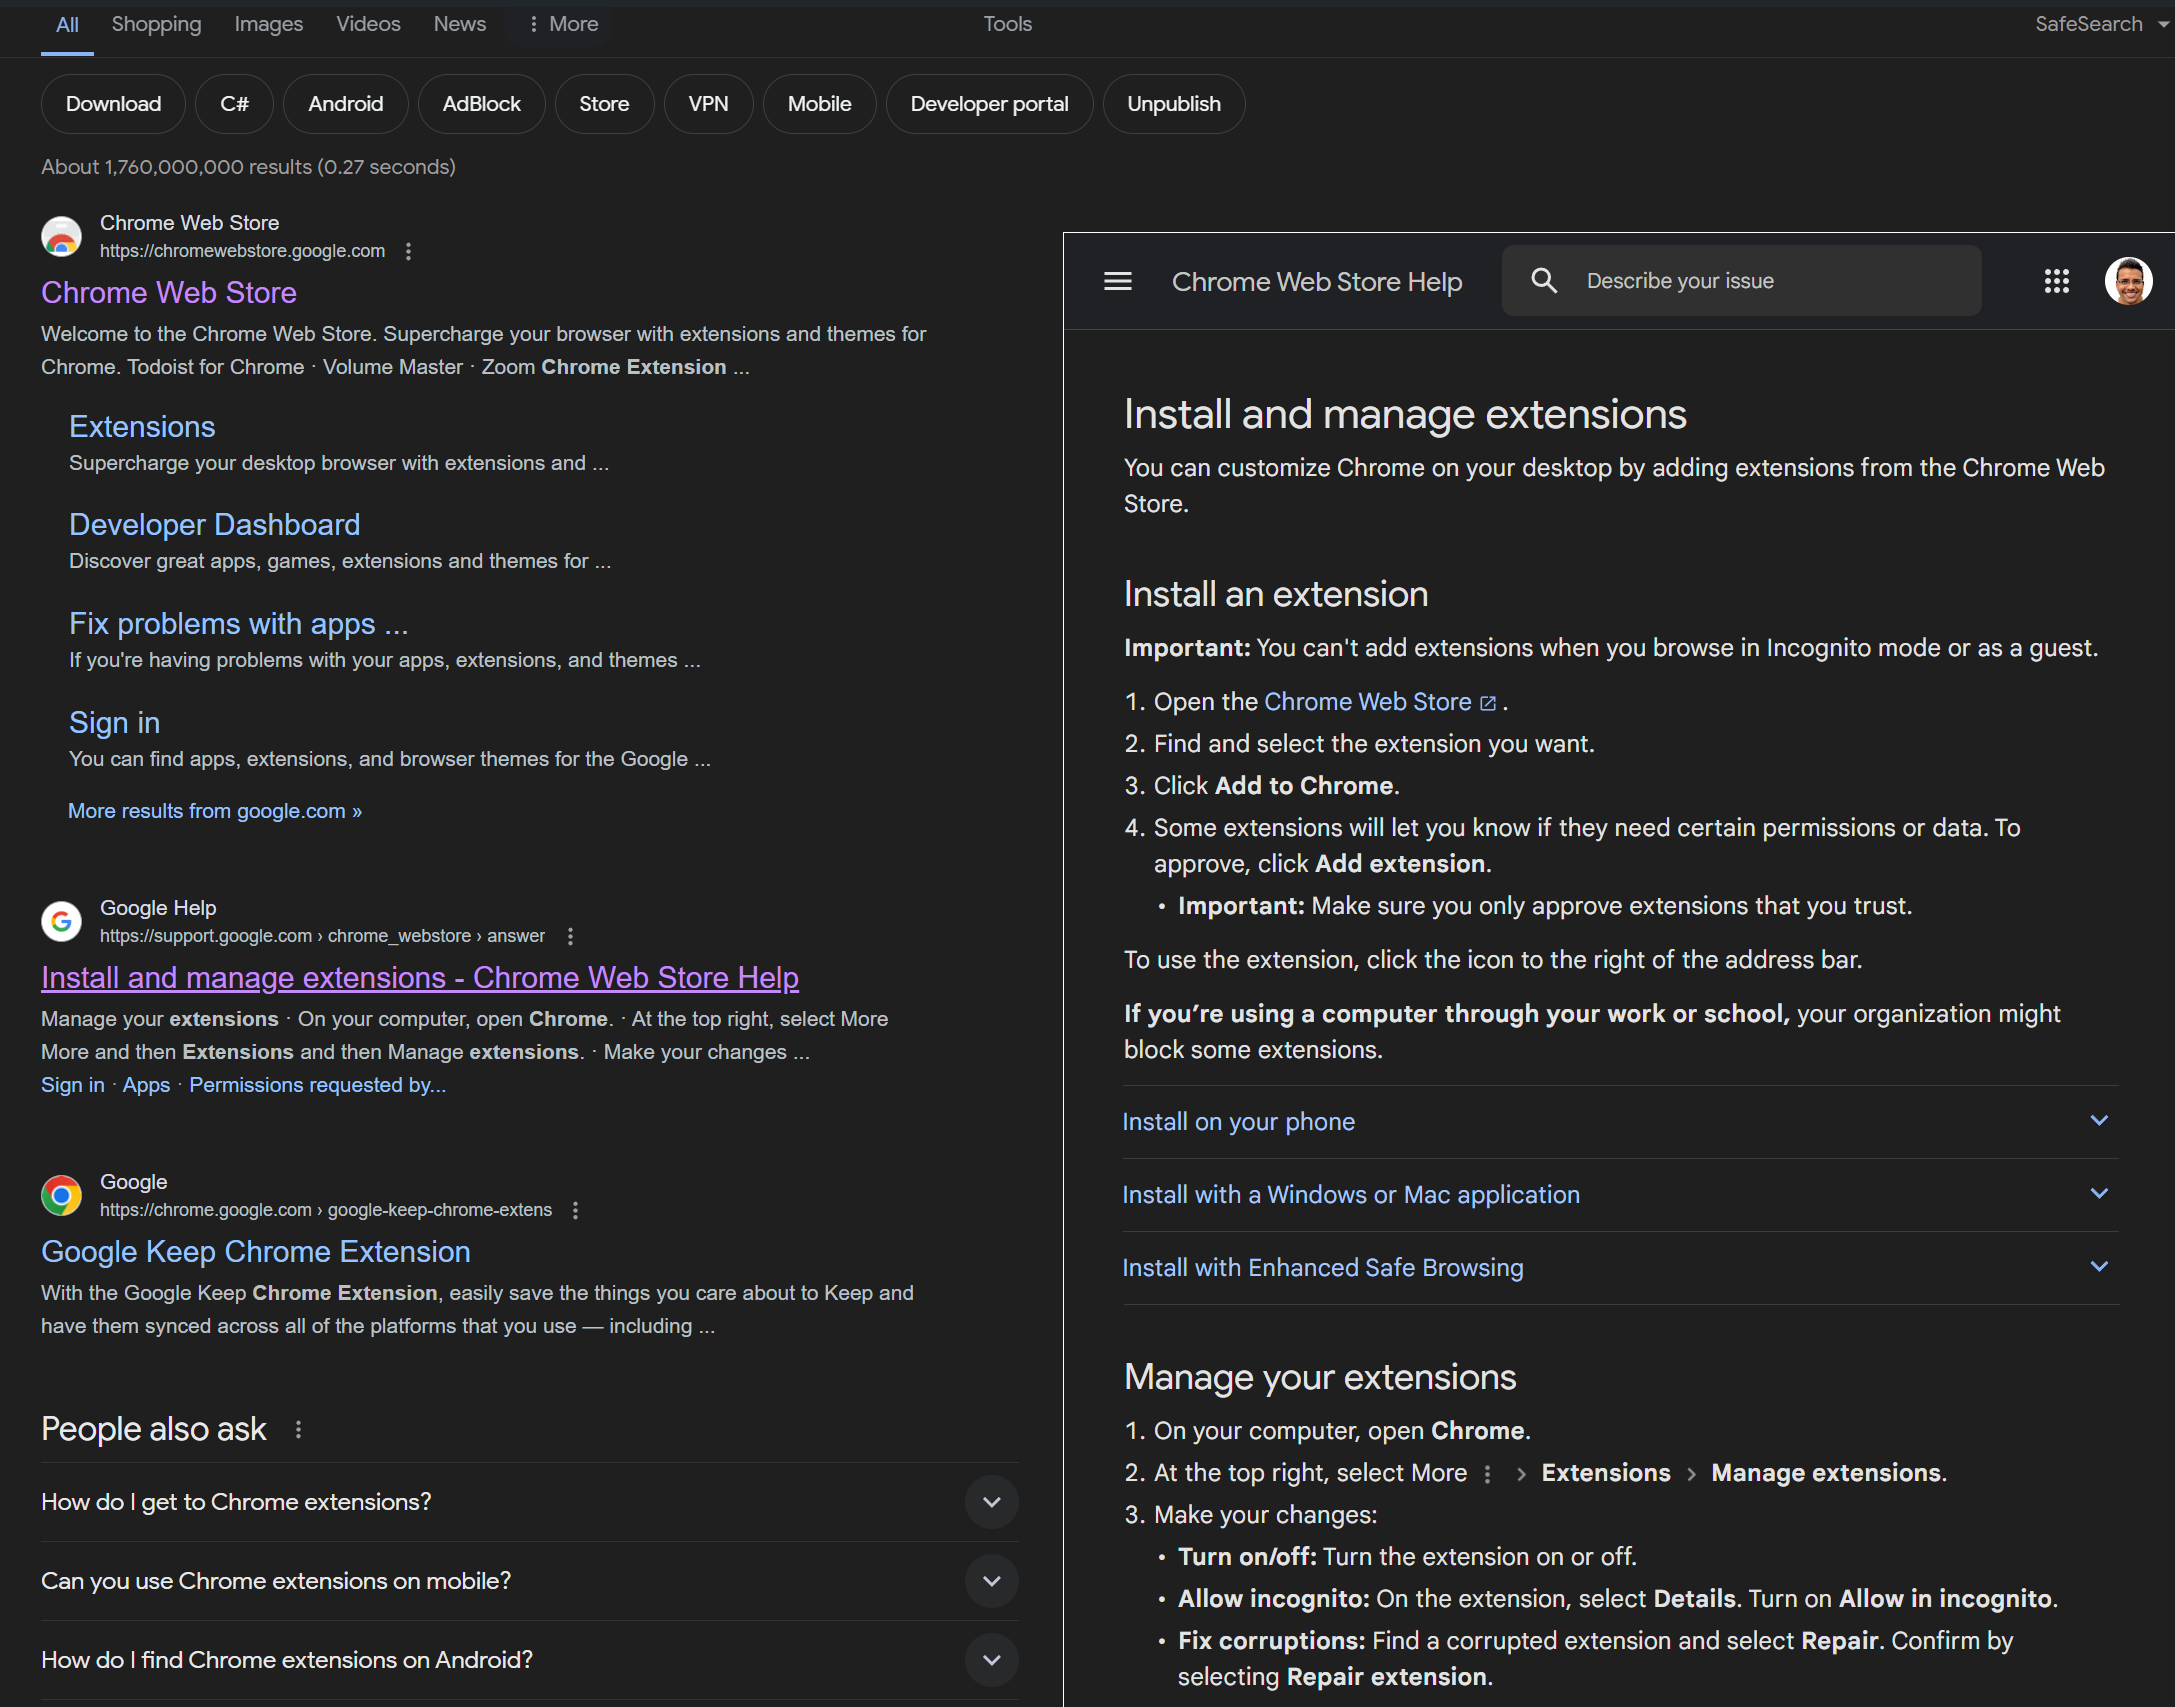 All
Shopping
Images
Videos
News
More
Tools
SafeSearch
Download
C#
Android
AdBlock
Store
VPN
Mobile
Developer portal
Unpublish
About 1,760,000,000 results (0.27 seconds)
Chrome Web Store
https://chromewebstore.google.com
Chrome Web Store
Welcome to the Chrome Web Store. Supercharge your browser with extensions and themes for
Chrome. Todoist for Chrome · Volume Master · Zoom Chrome Extension ...
Extensions
Supercharge your desktop browser with extensions and ...
Developer Dashboard
Discover great apps, games, extensions and themes for ...
Fix problems with apps ...
If you're having problems with your apps, extensions, and themes ...
Sign in
You can find apps, extensions, and browser themes for the Google ...
More results from google.com »
Google Help
https://support.google.com › chrome_webstore › answer
Install and manage extensions - Chrome Web Store Help
Manage your extensions · On your computer, open Chrome. · At the top right, select More
More and then Extensions and then Manage extensions. · Make your changes ...
Sign in · Apps · Permissions requested by...
Google
https://chrome.google.com › google-keep-chrome-extens
Google Keep Chrome Extension
With the Google Keep Chrome Extension, easily save the things you care about to Keep and
have them synced across all of the platforms that you use — including ...
People also ask
How do I get to Chrome extensions?
Can you use Chrome extensions on mobile?
How do I find Chrome extensions on Android?
Chrome Web Store Help
Describe your issue
Install and manage extensions
You can customize Chrome on your desktop by adding extensions from the Chrome Web
Store.
Install an extension
Important: You can't add extensions when you browse in Incognito mode or as a guest.
1. Open the Chrome Web Store .
2. Find and select the extension you want.
3. Click Add to Chrome.
4. Some extensions will let you know if they need certain permissions or data. To
approve, click Add extension.
• Important: Make sure you only approve extensions that you trust.
To use the extension, click the icon to the right of the address bar.
If you’re using a computer through your work or school, your organization might
block some extensions.
Install on your phone
Install with a Windows or Mac application
Install with Enhanced Safe Browsing
Manage your extensions
1. On your computer, open Chrome.
2. At the top right, select More > Extensions > Manage extensions.
3. Make your changes:
• Turn on/off: Turn the extension on or off.
• Allow incognito: On the extension, select Details. Turn on Allow in incognito.
• Fix corruptions: Find a corrupted extension and select Repair. Confirm by
selecting Repair extension.